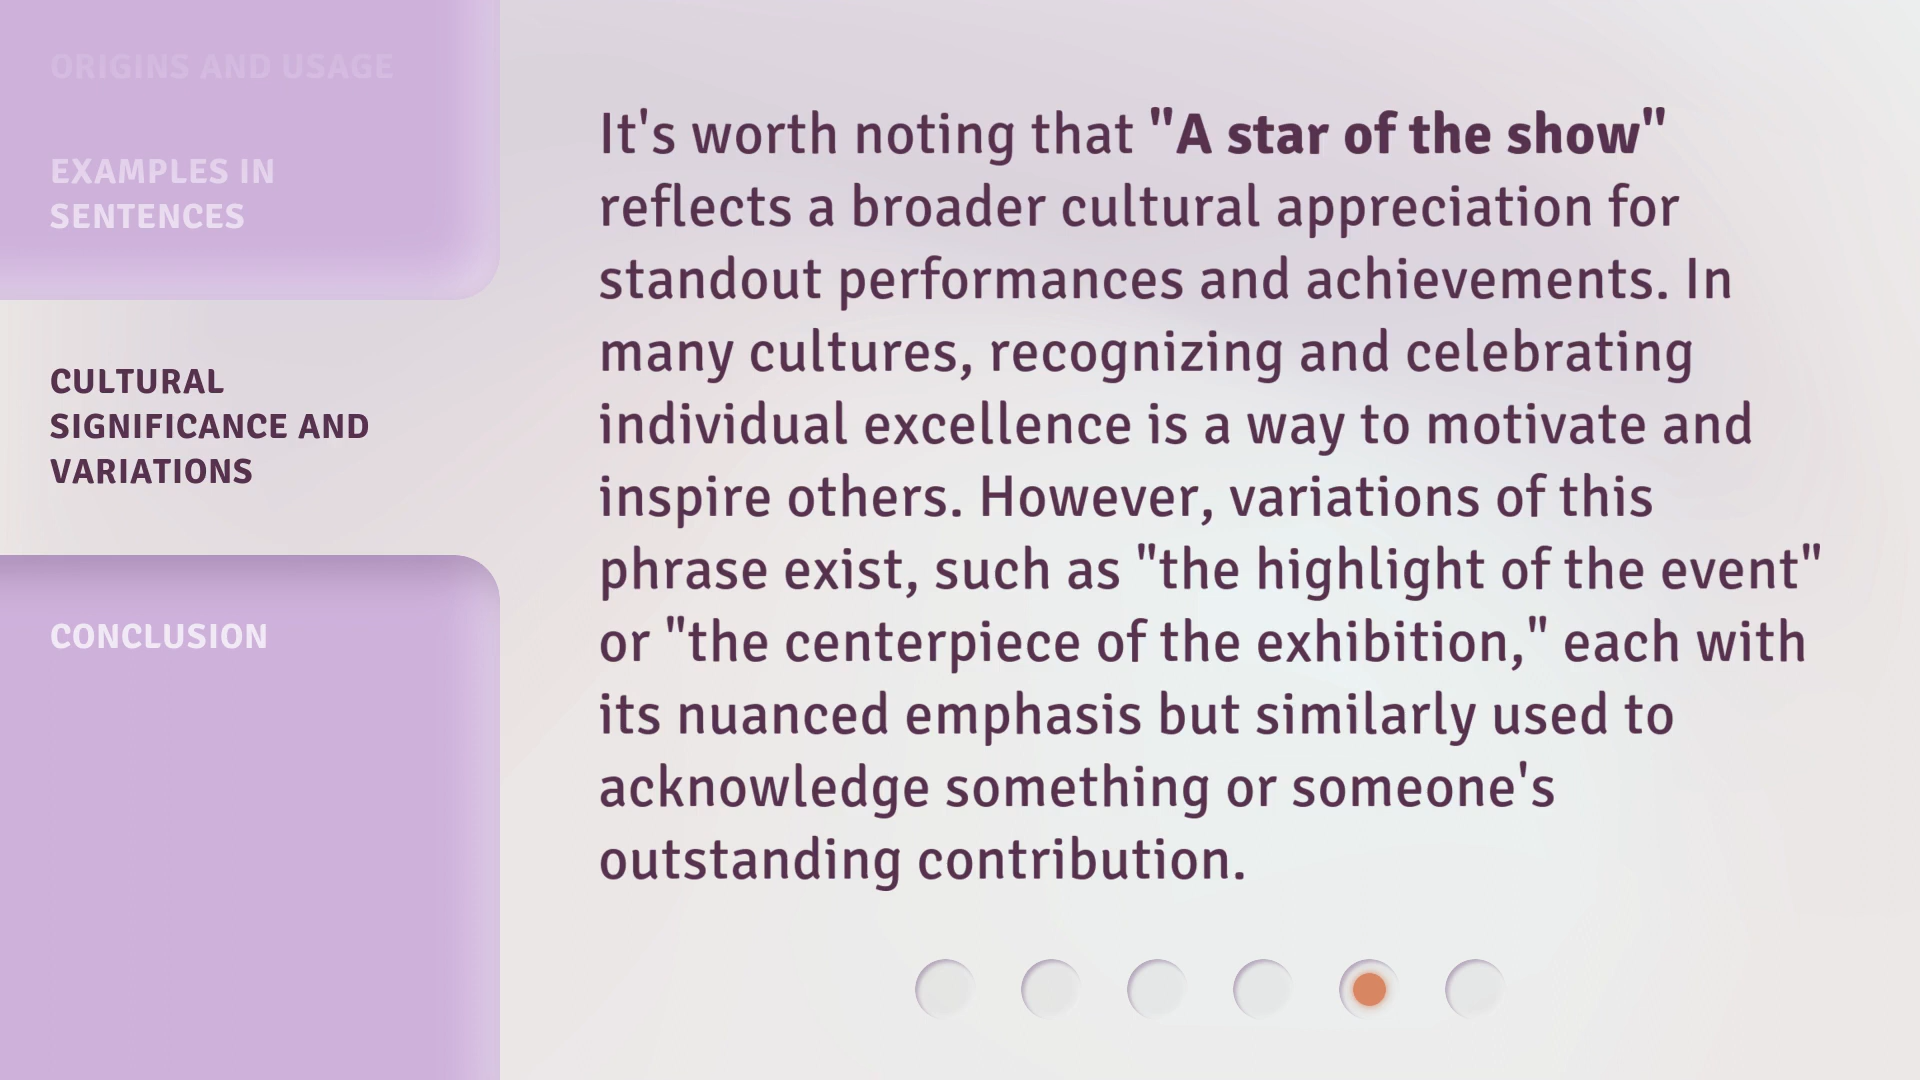 ORIGINS AND USAGE
EXAMPLES IN
SENTENCES
CULTURAL
SIGNIFICANCE AND
VARIATIONS
CONCLUSION
It's worth noting that "A star of the show"
reflects a broader cultural appreciation for
standout performances and achievements. In
many cultures, recognizing and celebrating
individual excellence is a way to motivate and
inspire others. However, variations of this
phrase exist, such as "the highlight of the event"
or "the centerpiece of the exhibition," each with
its nuanced emphasis but similarly used to
acknowledge something or someone's
outstanding contribution.